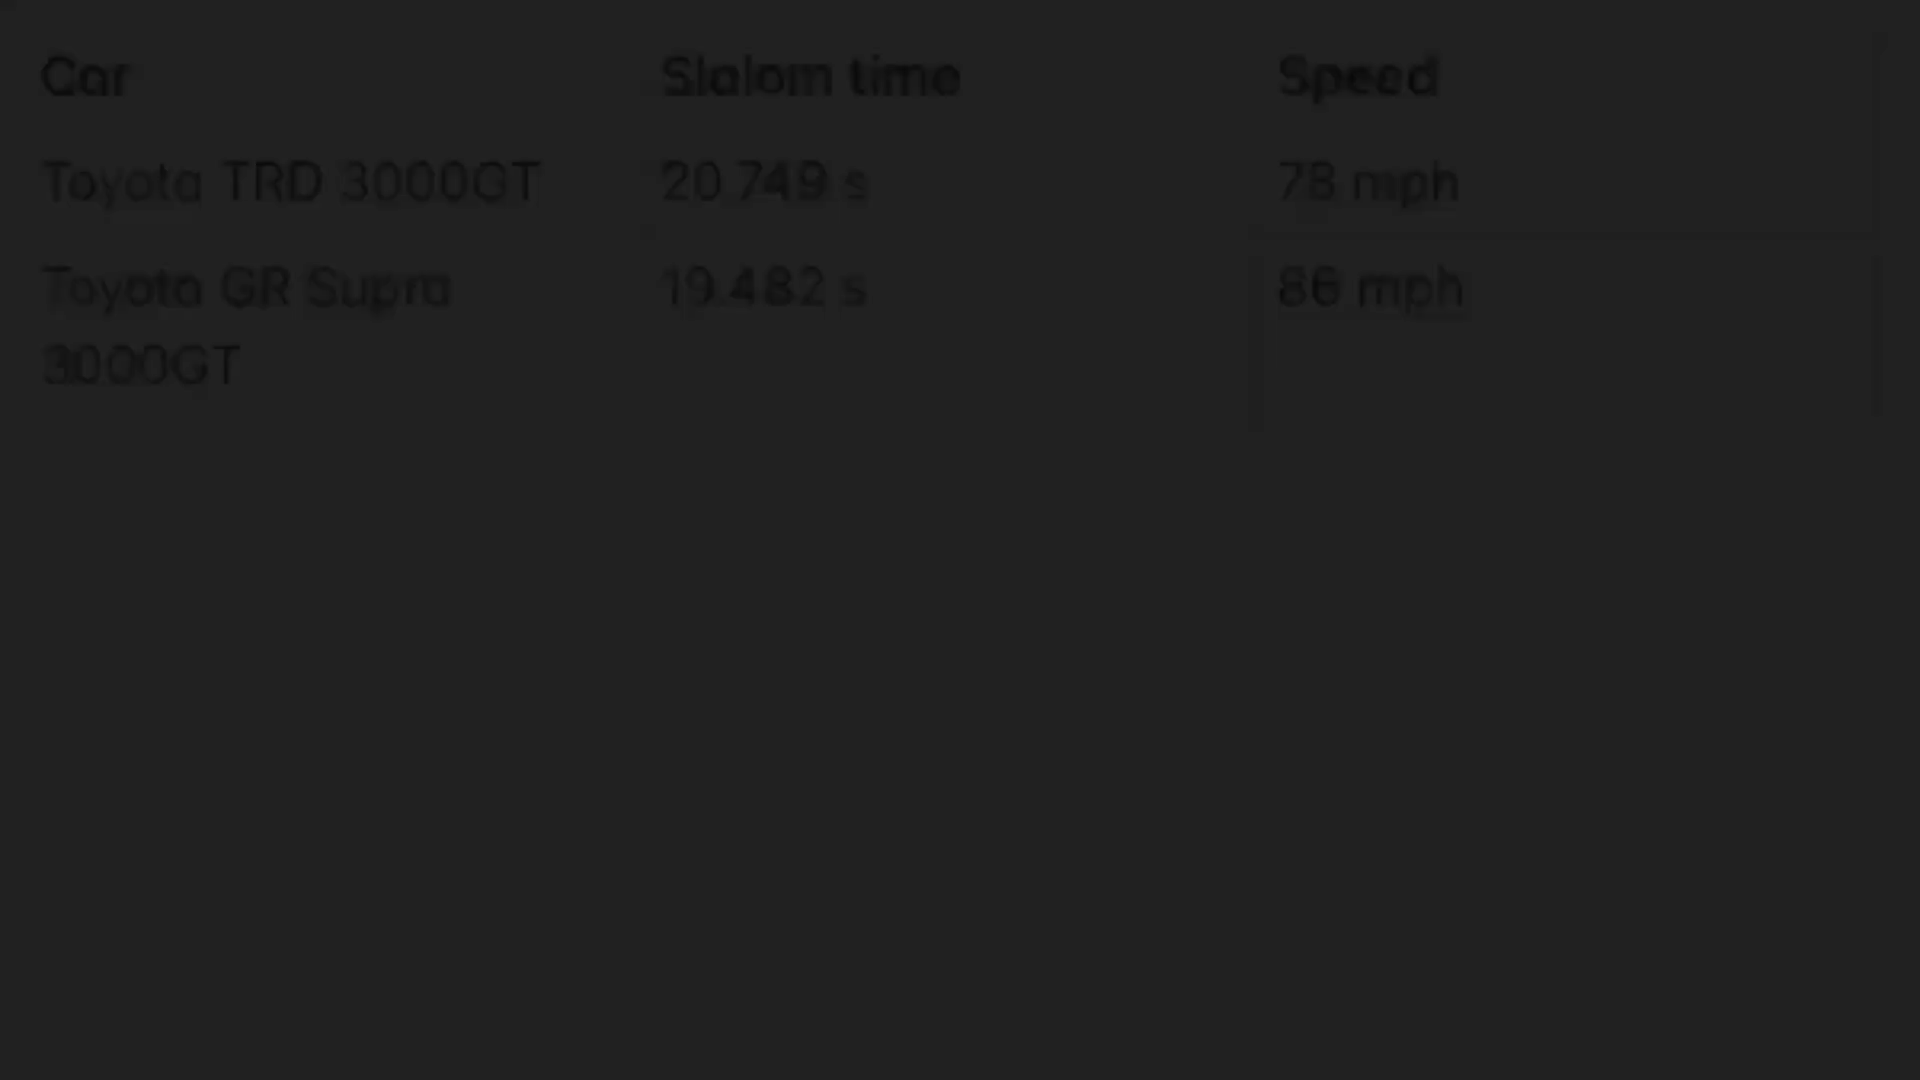 Car Slalom time Speed
Toyota TRD 3000GT 20.749 s 78 mph
Toyota GR Supra 19.482 s 86 mph
3000GT